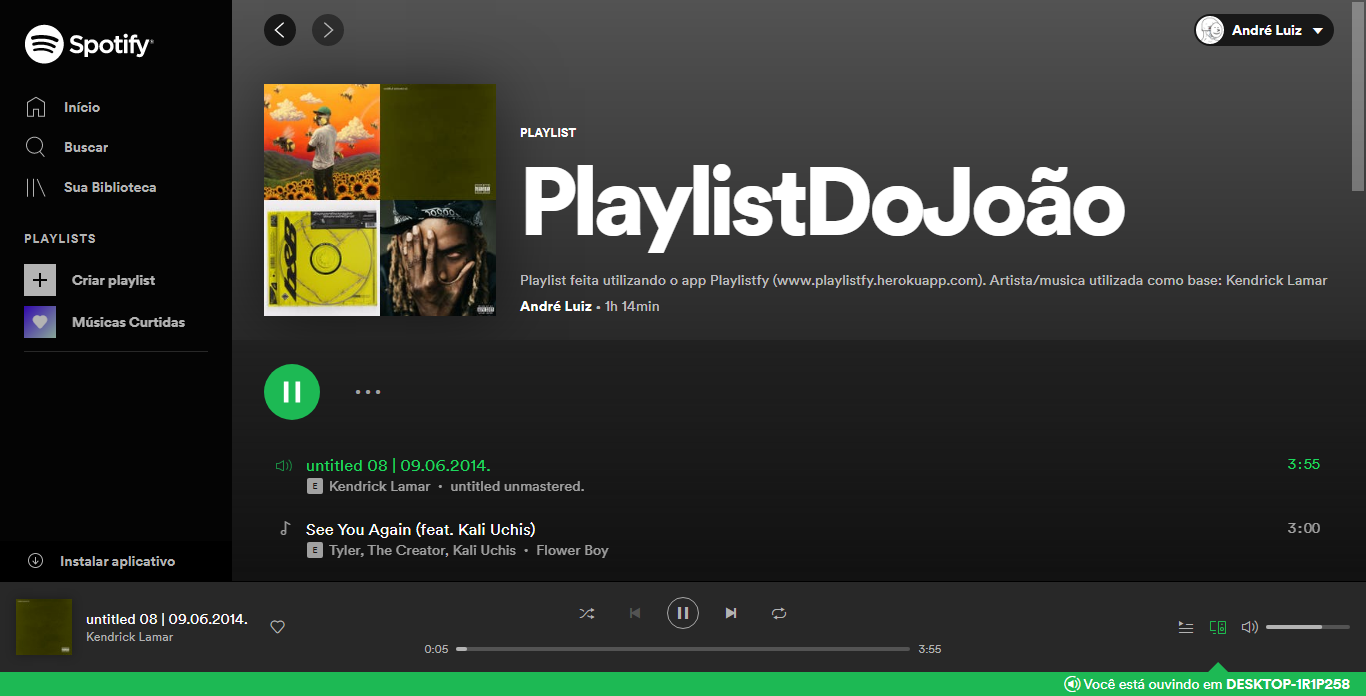 Spotify
Início
Buscar
Sua Biblioteca
PLAYLISTS
Criar playlist
Músicas Curtidas
Instalar aplicativo
André Luiz
PLAYLIST
PlaylistDoJoão
Playlist feita utilizando o app Playlistfy (www.playlistfy.herokuapp.com). Artista/musica utilizada como base: Kendrick Lamar
André Luiz • 1h 14min
untitled 08 | 09.06.2014.
3:55
E Kendrick Lamar • untitled unmastered.
See You Again (feat. Kali Uchis)
3:00
E Tyler, The Creator, Kali Uchis • Flower Boy
untitled 08 | 09.06.2014.
Kendrick Lamar
0:05
3:55
Você está ouvindo em DESKTOP-1R1P258